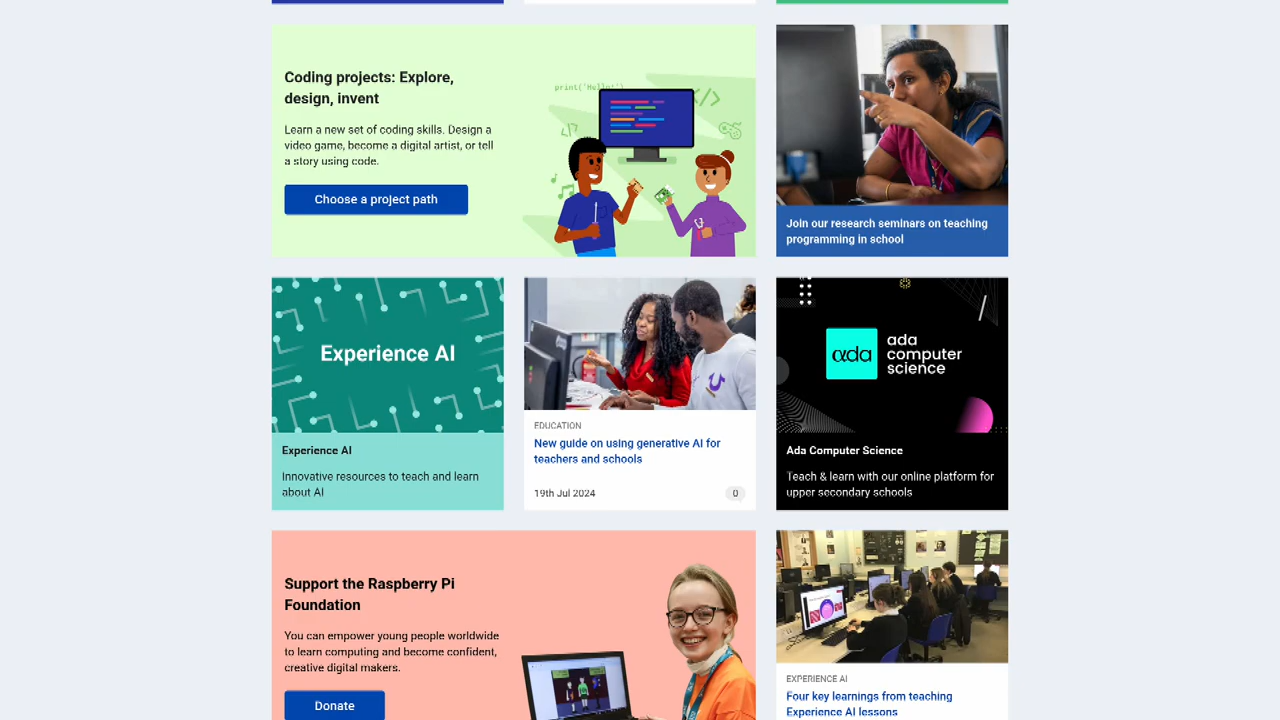 Coding projects: Explore,
design, invent
Learn a new set of coding skills. Design a
video game, become a digital artist, or tell
a story using code.
Choose a project path
print('Hello!')
Join our research seminars on teaching
programming in school
Experience AI
Experience AI
Innovative resources to teach and learn
about AI
EDUCATION
New guide on using generative AI for
teachers and schools
19th Jul 2024
0
ada
ada
computer
science
Ada Computer Science
Teach & learn with our online platform for
upper secondary schools
Support the Raspberry Pi
Foundation
You can empower young people worldwide
to learn computing and become confident,
creative digital makers.
Donate
EXPERIENCE AI
Four key learnings from teaching
Experience AI lessons